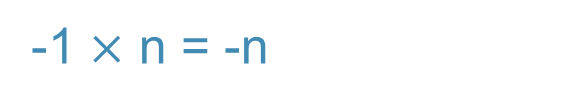 -1 × n = -n